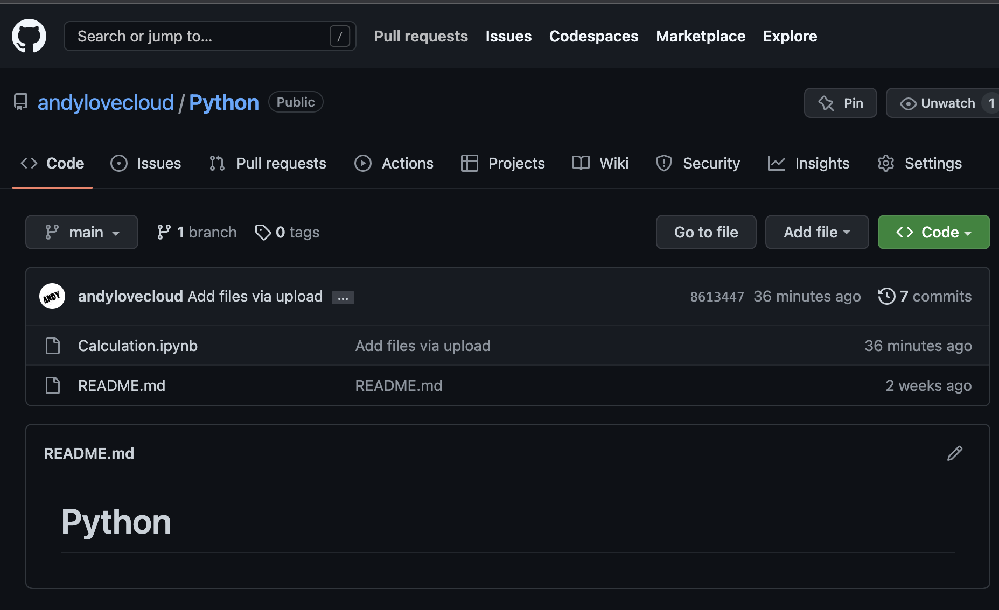 Search or jump to... / Pull requests Issues Codespaces Marketplace Explore
andylovecloud / Python Public Pin Unwatch 1
Code Issues Pull requests Actions Projects Wiki Security Insights Settings
main 1 branch 0 tags Go to file Add file Code
ANDY andylovecloud Add files via upload ... 8613447 36 minutes ago 7 commits
Calculation.ipynb Add files via upload 36 minutes ago
README.md README.md 2 weeks ago
README.md
Python